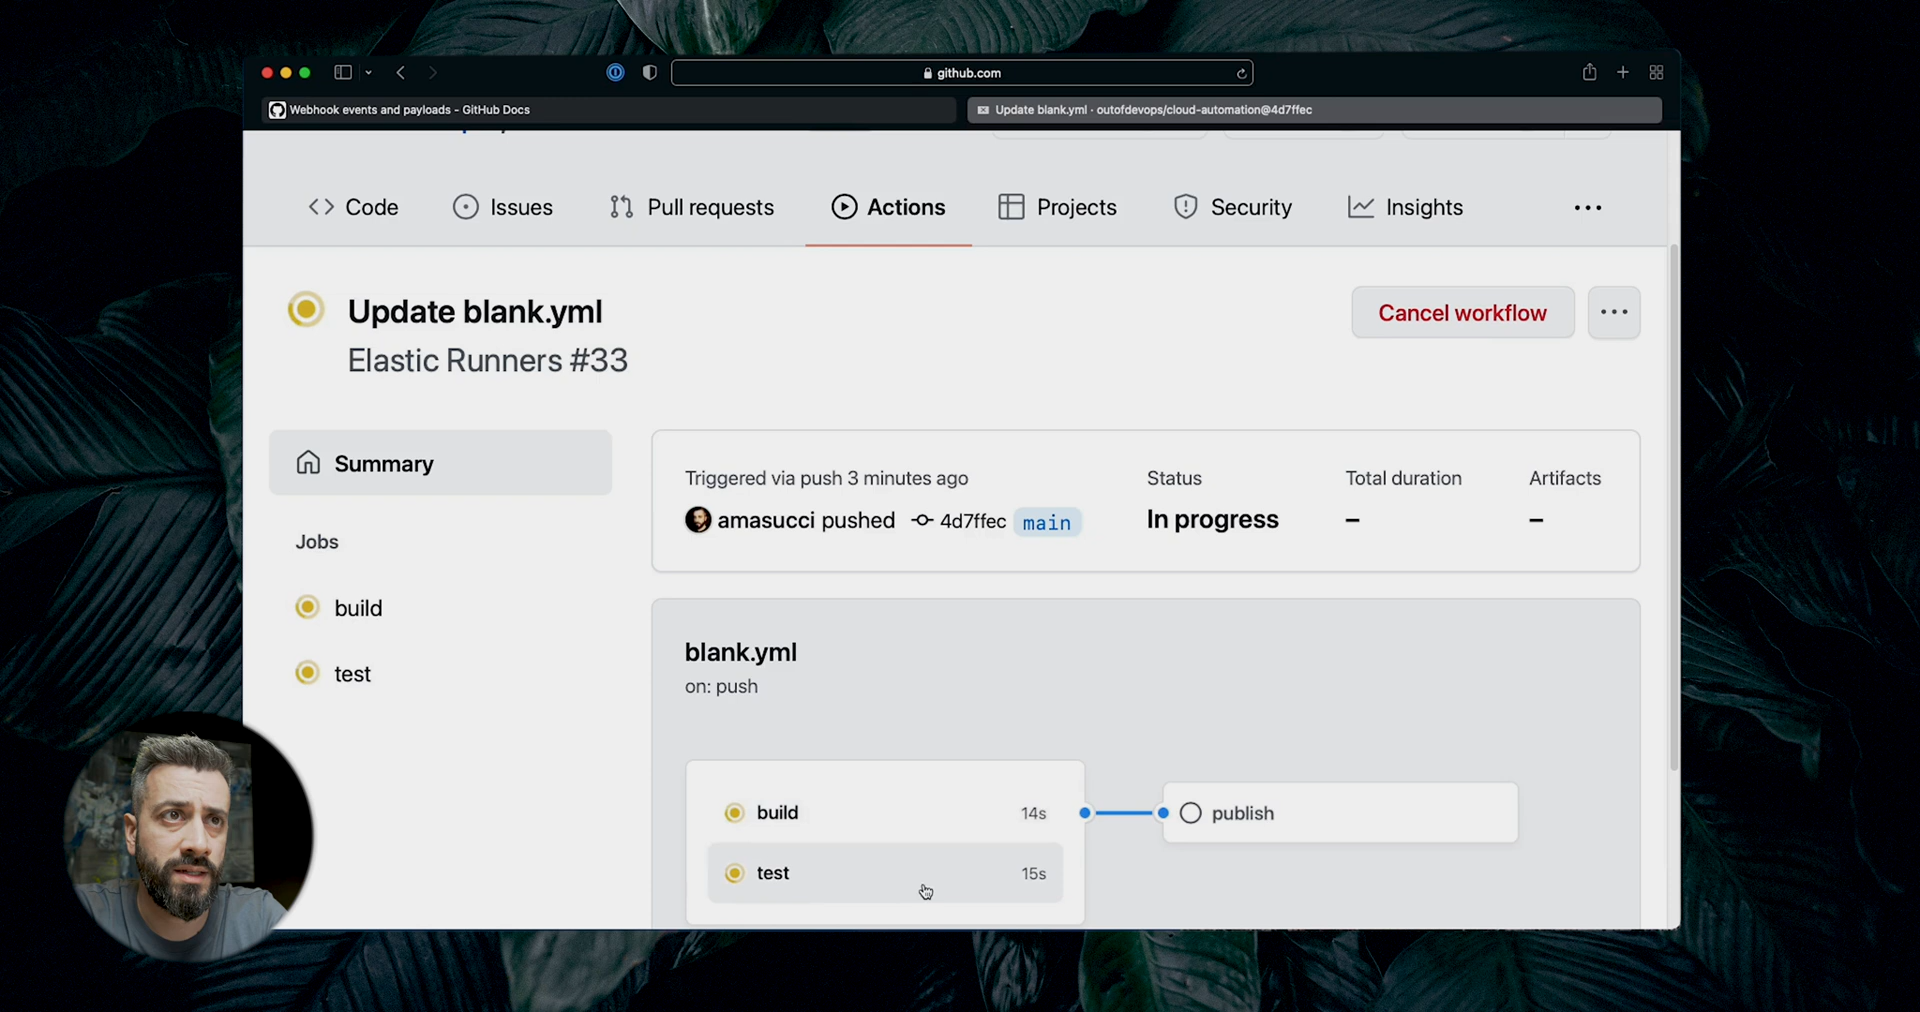 github.com
Webhook events and payloads - GitHub Docs
Update blank.yml · outofdevops/cloud-automation@4d7ffec
Code Issues Pull requests Actions Projects Security Insights
Update blank.yml
Elastic Runners #33
Cancel workflow
Summary
Jobs
build
test
Triggered via push 3 minutes ago
amasucci pushed 4d7ffec main
Status
In progress
Total duration
–
Artifacts
–
blank.yml
on: push
build 14s
test 15s
publish